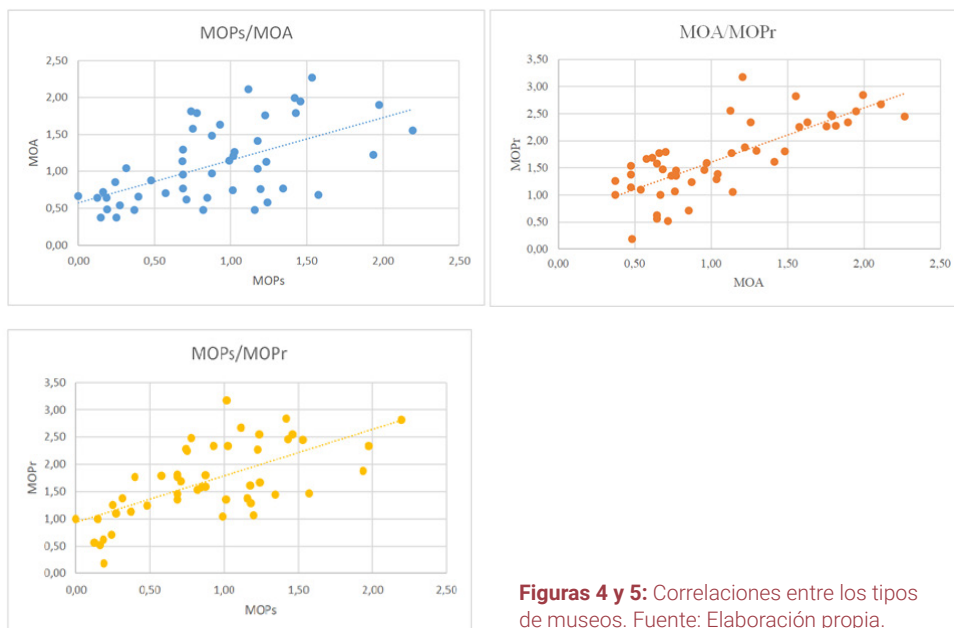 MOPs/MOA
2,50
2,00
1,50
1,00
0,50
0,00
MOA
0,00 0,50 1,00 1,50 2,00 2,50
MOPs
MOA/MOPr
3,50
3,00
2,50
2,00
1,50
1,00
0,50
0,00
MOPr
0,00 0,50 1,00 1,50 2,00 2,50
MOA
MOPs/MOPr
3,50
3,00
2,50
2,00
1,50
1,00
0,50
0,00
MOPr
0,00 0,50 1,00 1,50 2,00 2,50
MOPs
Figuras 4 y 5: Correlaciones entre los tipos
de museos. Fuente: Elaboración propia.